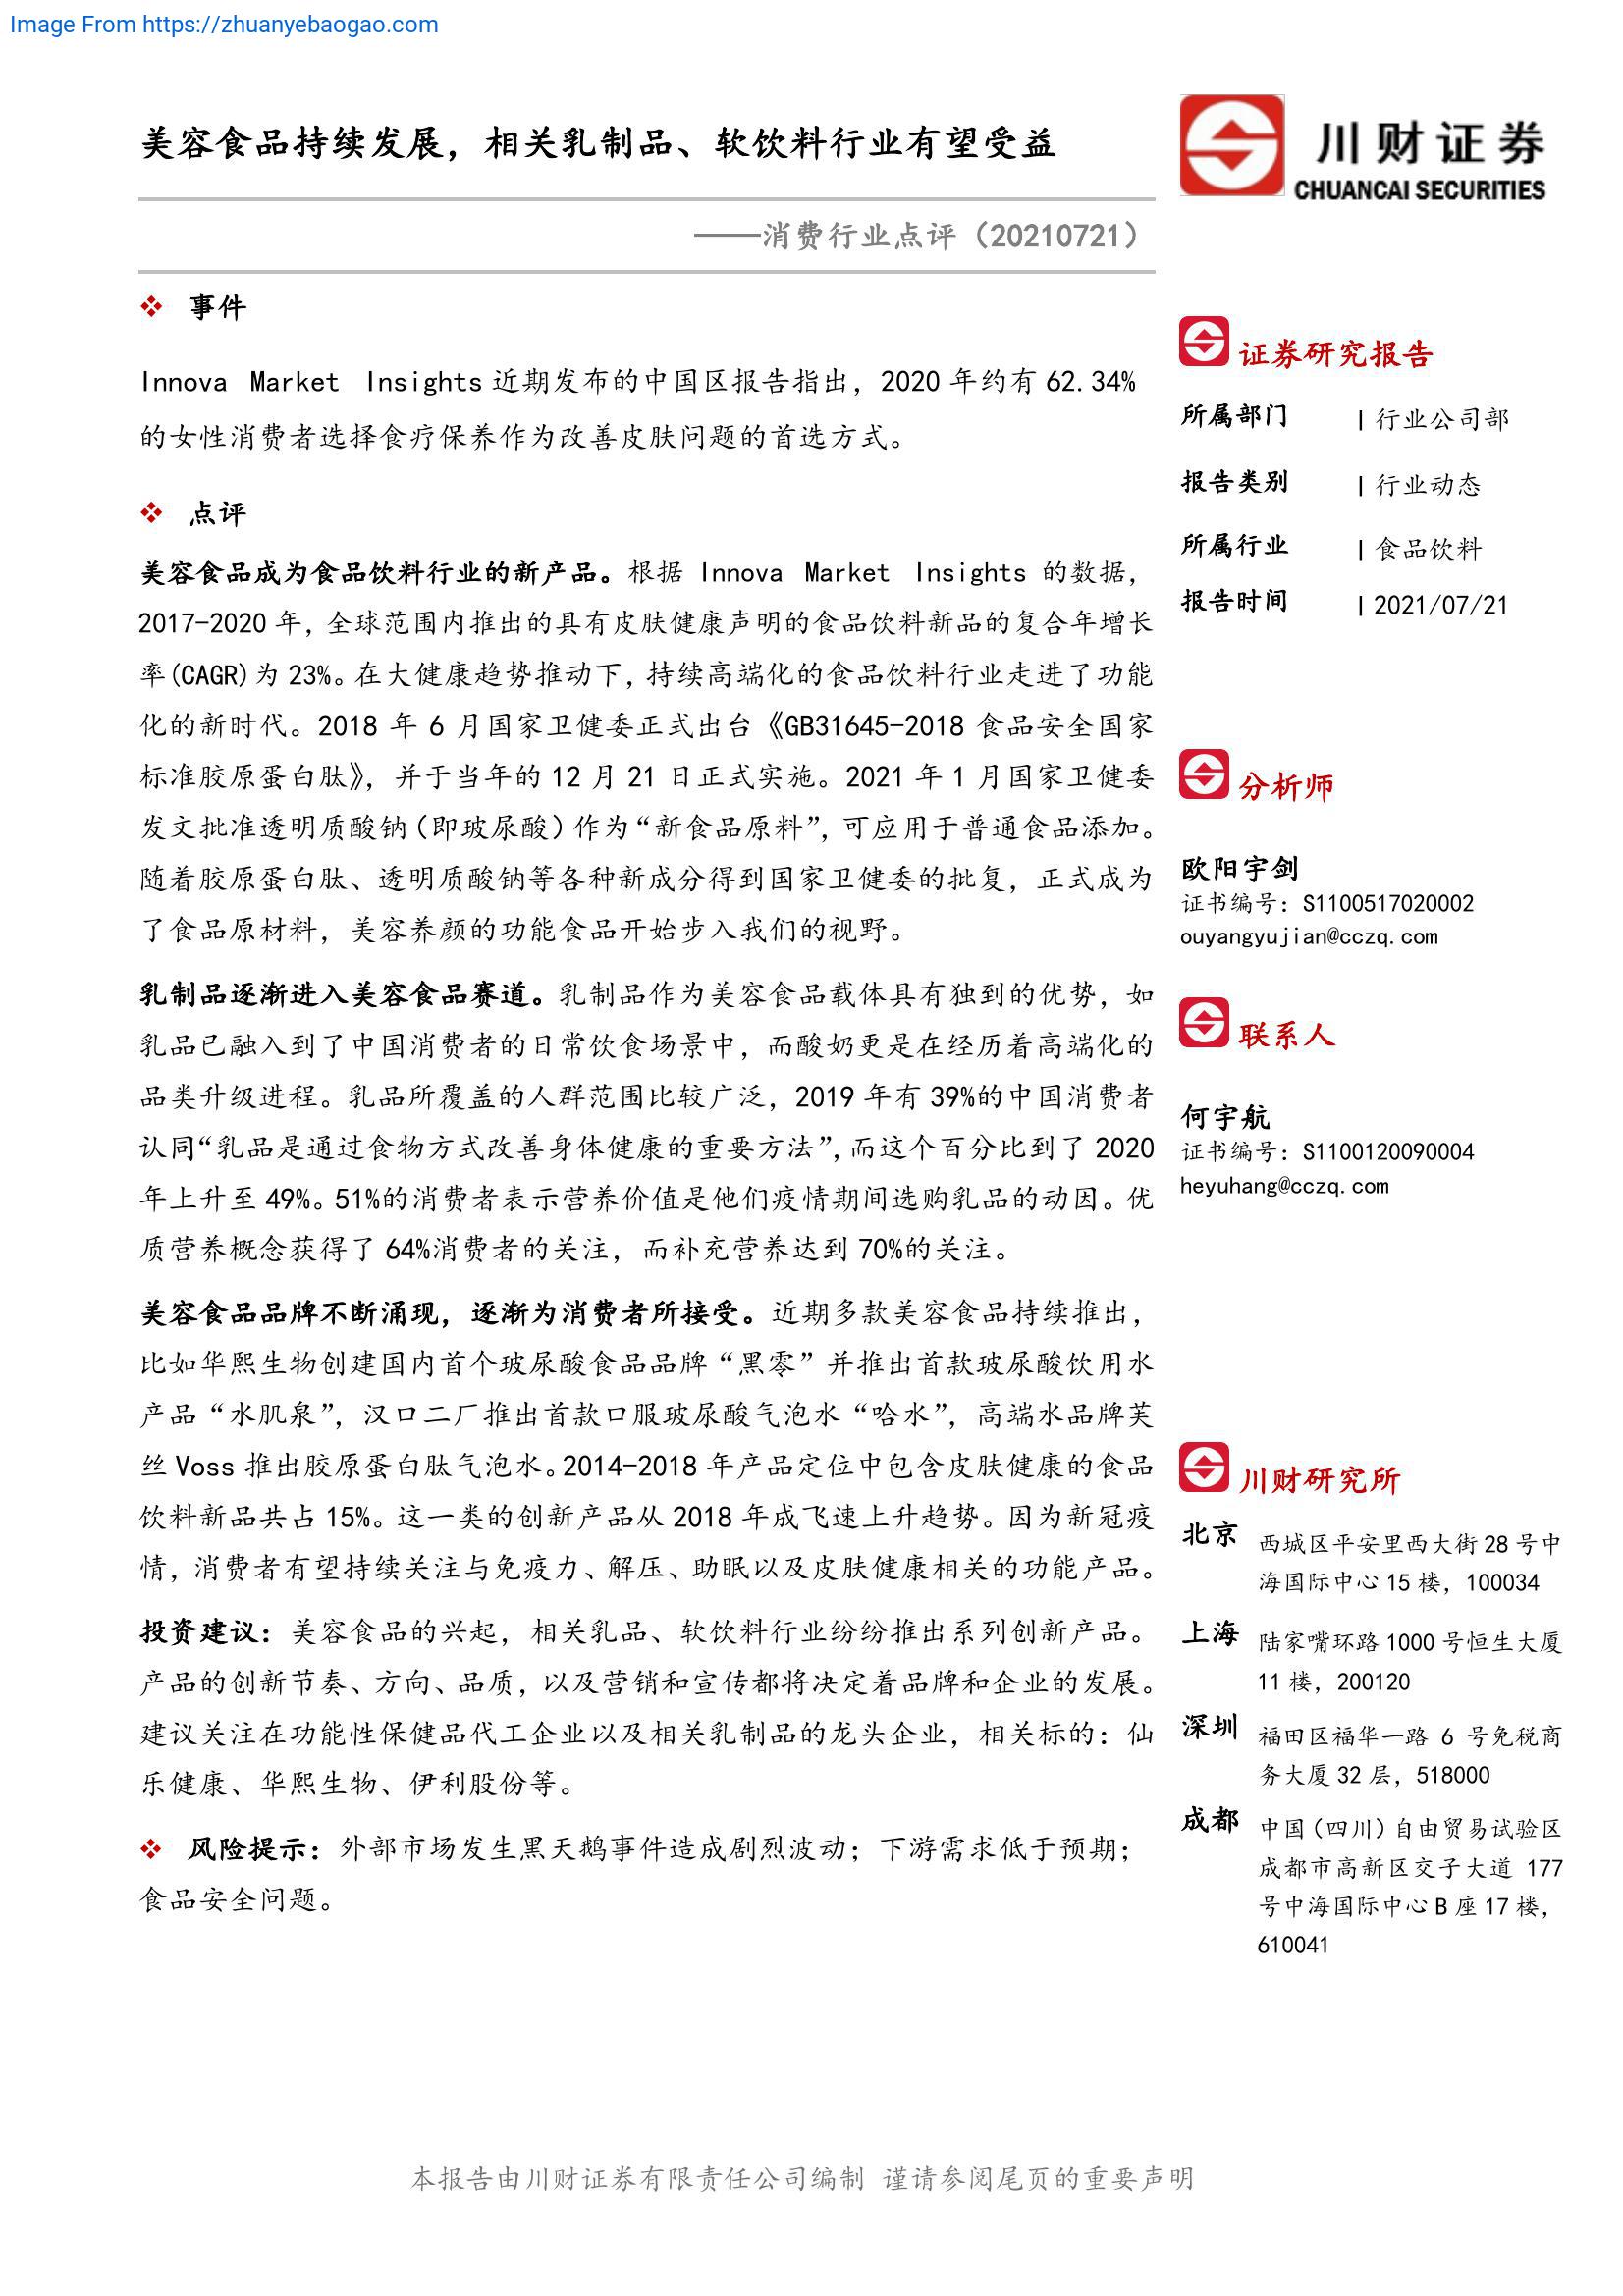 Image From https://zhuanyebaogao.com
美容食品持续发展，相关乳制品、软饮料行业有望受益
——消费行业点评（20210721）
川财证券
CHUANCAI SECURITIES
❖ 事件
Innova Market Insights 近期发布的中国区报告指出，2020 年约有 62.34%
的女性消费者选择食疗保养作为改善皮肤问题的首选方式。
❖ 点评
美容食品成为食品饮料行业的新产品。根据 Innova Market Insights 的数据，
2017-2020 年，全球范围内推出的具有皮肤健康声明的食品饮料新品的复合年增长
率(CAGR)为 23%。在大健康趋势推动下，持续高端化的食品饮料行业走进了功能
化的新时代。2018 年 6 月国家卫健委正式出台《GB31645-2018 食品安全国家
标准胶原蛋白肽》，并于当年的 12 月 21 日正式实施。2021 年 1 月国家卫健委
发文批准透明质酸钠（即玻尿酸）作为“新食品原料”，可应用于普通食品添加。
随着胶原蛋白肽、透明质酸钠等各种新成分得到国家卫健委的批复，正式成为
了食品原材料，美容养颜的功能食品开始步入我们的视野。
乳制品逐渐进入美容食品赛道。乳制品作为美容食品载体具有独到的优势，如
乳品已融入到了中国消费者的日常饮食场景中，而酸奶更是在经历着高端化的
品类升级进程。乳品所覆盖的人群范围比较广泛，2019 年有 39%的中国消费者
认同“乳品是通过食物方式改善身体健康的重要方法”，而这个百分比到了 2020
年上升至 49%。51%的消费者表示营养价值是他们疫情期间选购乳品的动因。优
质营养概念获得了 64%消费者的关注，而补充营养达到 70%的关注。
美容食品品牌不断涌现，逐渐为消费者所接受。近期多款美容食品持续推出，
比如华熙生物创建国内首个玻尿酸食品品牌“黑零”并推出首款玻尿酸饮用水
产品“水肌泉”，汉口二厂推出首款口服玻尿酸气泡水“哈水”，高端水品牌芙
丝 Voss 推出胶原蛋白肽气泡水。2014-2018 年产品定位中包含皮肤健康的食品
饮料新品共占 15%。这一类的创新产品从 2018 年成飞速上升趋势。因为新冠疫
情，消费者有望持续关注与免疫力、解压、助眠以及皮肤健康相关的功能产品。
投资建议：美容食品的兴起，相关乳品、软饮料行业纷纷推出系列创新产品。
产品的创新节奏、方向、品质，以及营销和宣传都将决定着品牌和企业的发展。
建议关注在功能性保健品代工企业以及相关乳制品的龙头企业，相关标的：仙
乐健康、华熙生物、伊利股份等。
❖ 风险提示：外部市场发生黑天鹅事件造成剧烈波动；下游需求低于预期；
食品安全问题。
证券研究报告
所属部门 | 行业公司部
报告类别 | 行业动态
所属行业 | 食品饮料
报告时间 | 2021/07/21
分析师
欧阳宇剑
证书编号：S1100517020002
ouyangyujian@cczq.com
联系人
何宇航
证书编号：S1100120090004
heyuhang@cczq.com
川财研究所
北京 西城区平安里西大街 28 号中
海国际中心 15 楼，100034
上海 陆家嘴环路 1000 号恒生大厦
11 楼，200120
深圳 福田区福华一路 6 号免税商
务大厦 32 层，518000
成都 中国（四川）自由贸易试验区
成都市高新区交子大道 177
号中海国际中心 B 座 17 楼，
610041
本报告由川财证券有限责任公司编制 谨请参阅尾页的重要声明